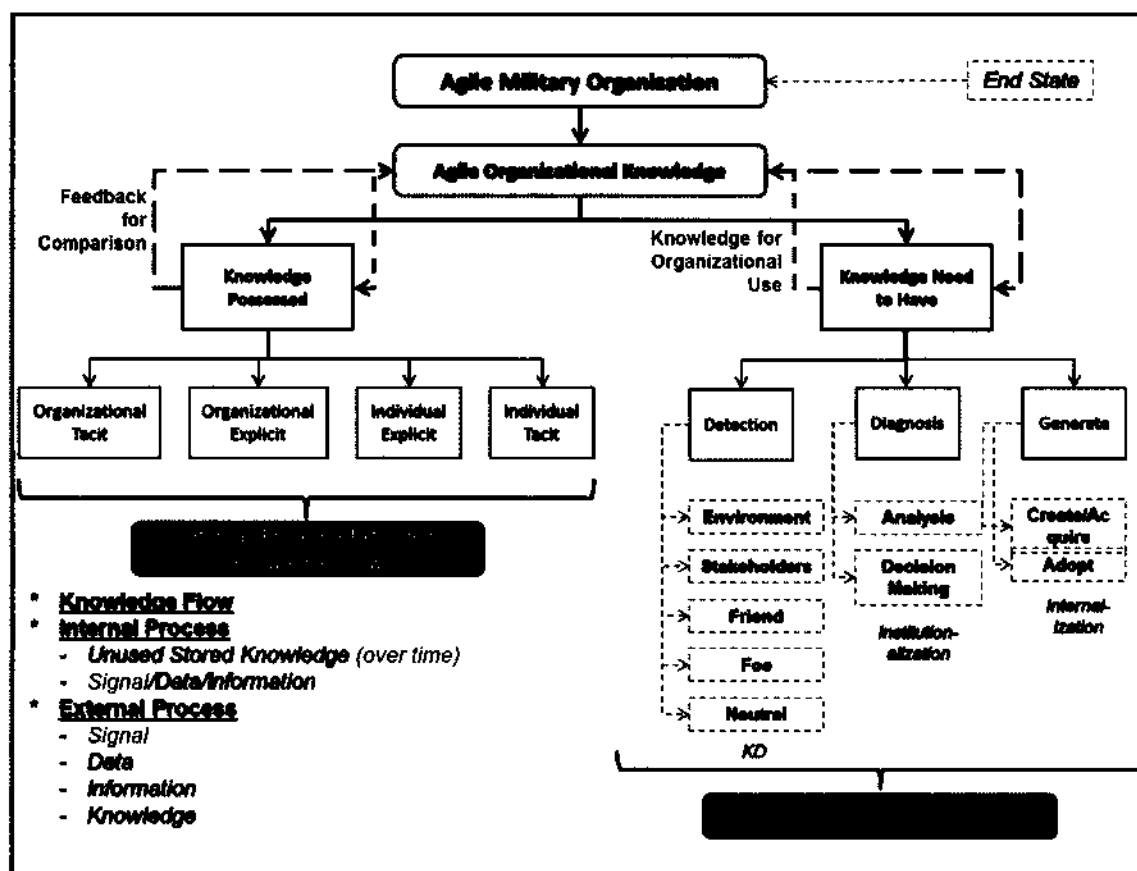 Agile Military Organization
End State
Agile Organizational Knowledge
Feedback
for
Comparison
Knowledge for
Organizational
Use
Knowledge
Possessed
Knowledge Need
to Have
Organizational
Tacit
Organizational
Explicit
Individual
Explicit
Individual
Tacit
Detection
Diagnosis
Generate
Environment
Stakeholders
Friend
Foe
Neutral
KD
Analysis
Decision
Making
Institution-
alization
Create/Ac
quire
Adopt
Internal-
ization
* Knowledge Flow
* Internal Process
- Unused Stored Knowledge (over time)
- Signal/Data/Information
* External Process
- Signal
- Data
- Information
- Knowledge